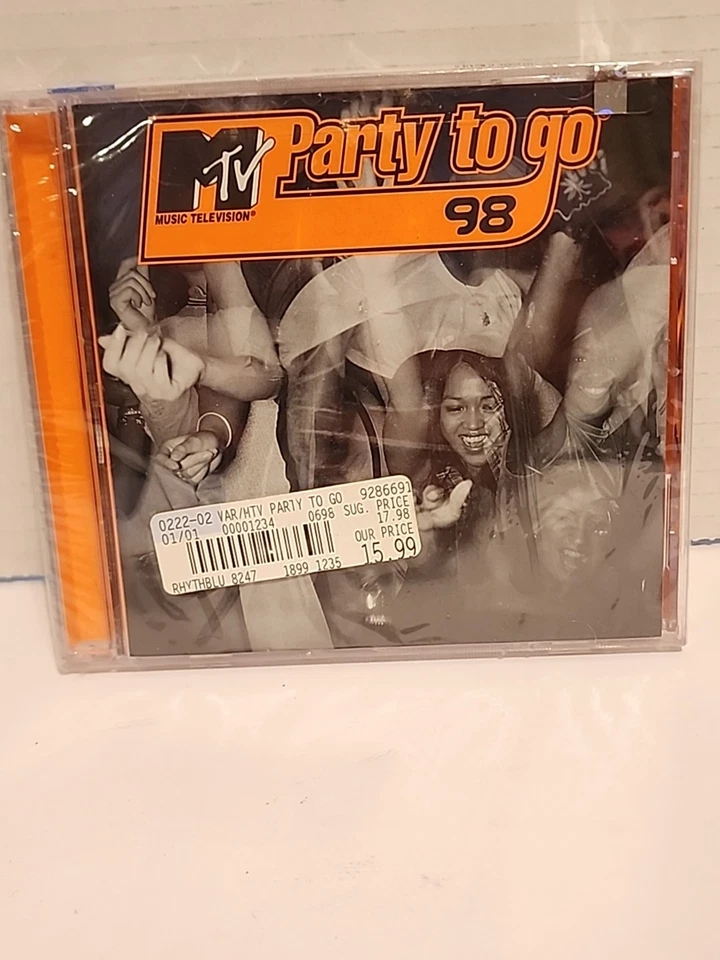 MTV
MUSIC TELEVISION®
Party to go
98
0222-02 VAR/MTV PARTY TO GO 9286691
01/01 00001234 0698 SUG. PRICE
17.98
OUR PRICE
15.99
RHYTHBLU 8247 1899 1235